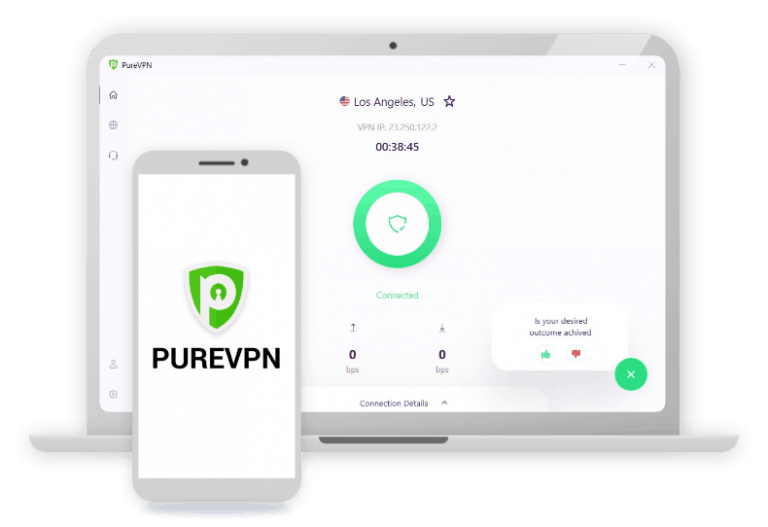 PureVPN
Los Angeles, US
VPN IP: 23,250,122,2
00:38:45
Connected
0
0
bps
bps
Is your desired
outcome achived
Connection Details
PUREVPN